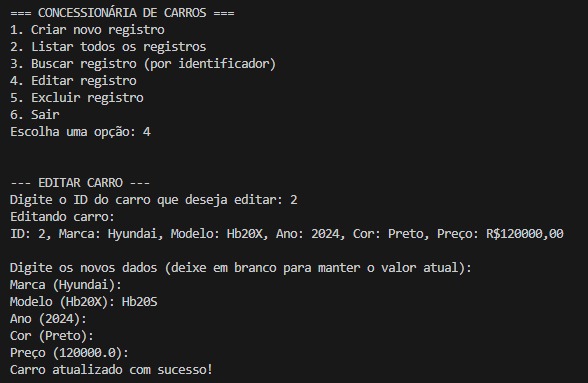 === CONCESSIONÁRIA DE CARROS ===
1. Criar novo registro
2. Listar todos os registros
3. Buscar registro (por identificador)
4. Editar registro
5. Excluir registro
6. Sair
Escolha uma opção: 4
--- EDITAR CARRO ---
Digite o ID do carro que deseja editar: 2
Editando carro:
ID: 2, Marca: Hyundai, Modelo: Hb20X, Ano: 2024, Cor: Preto, Preço: R$120000,00
Digite os novos dados (deixe em branco para manter o valor atual):
Marca (Hyundai):
Modelo (Hb20X): Hb20S
Ano (2024):
Cor (Preto):
Preço (120000.0):
Carro atualizado com sucesso!